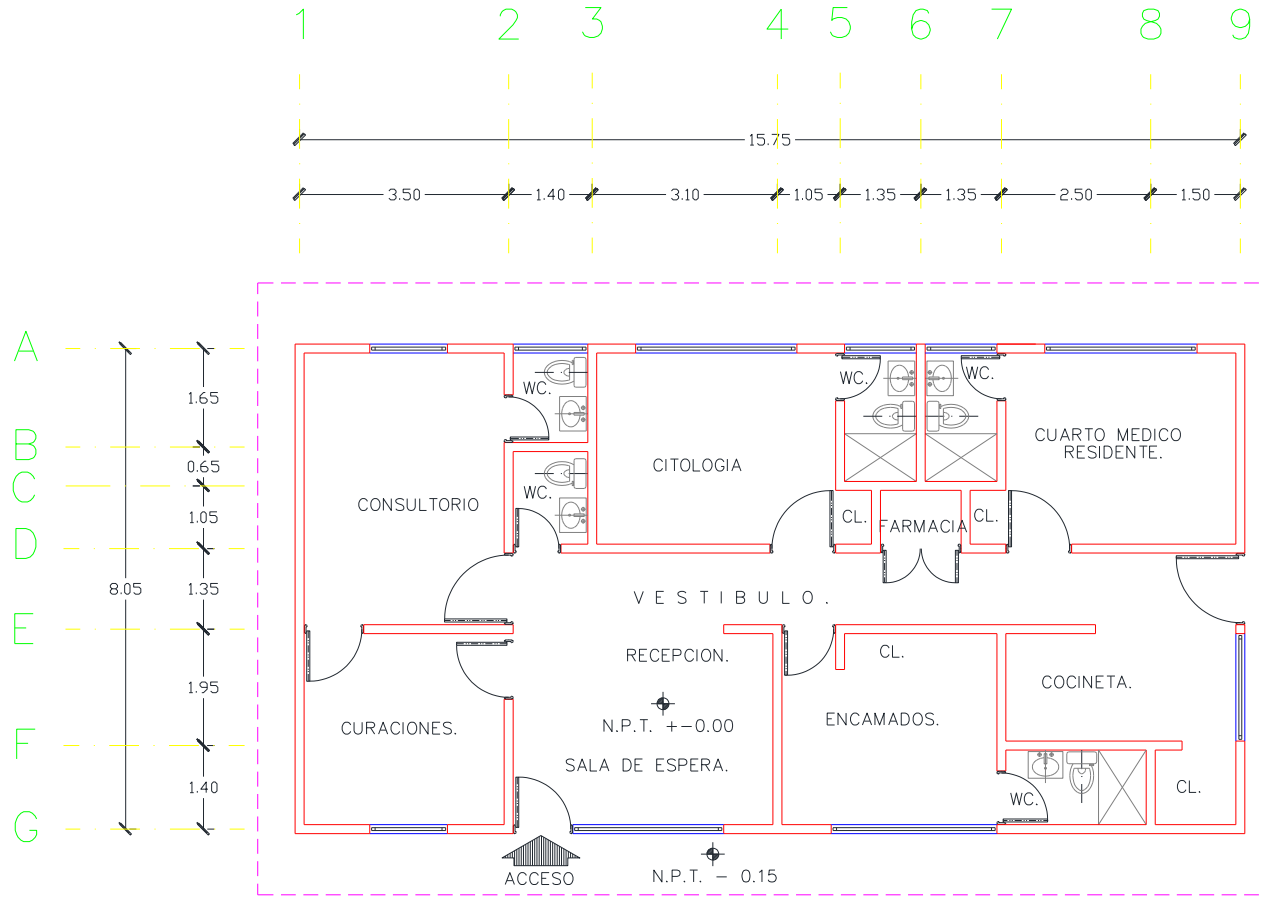 1 2 3 4 5 6 7 8 9
15.75
3.50 1.40 3.10 1.05 1.35 1.35 2.50 1.50
A
B
C
D
E
F
G
1.65
0.65
1.05
8.05
1.35
1.95
1.40
WC.
WC.
WC.
WC.
CUARTO MEDICO
RESIDENTE.
CITOLOGIA
CONSULTORIO
CL.
FARMACIA
CL.
VESTIBULO.
RECEPCION.
CL.
COCINETA.
CURACIONES.
N.P.T. +-0.00
ENCAMADOS.
SALA DE ESPERA.
WC.
CL.
ACCESO
N.P.T. - 0.15